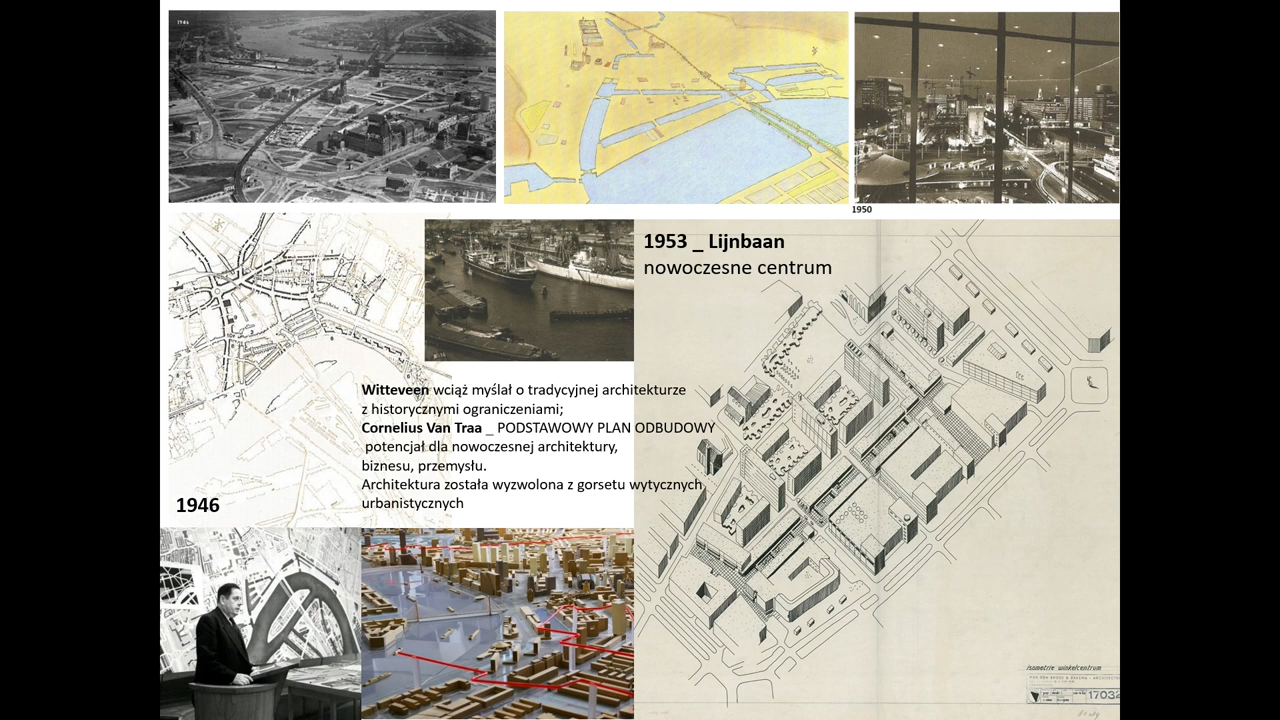 1946
1950
1953 _ Lijnbaan
nowoczesne centrum
Witteveen wciąż myślał o tradycyjnej architekturze
z historycznymi ograniczeniami;
Cornelius Van Traa _ PODSTAWOWY PLAN ODBUDOWY
potencjał dla nowoczesnej architektury,
biznesu, przemysłu.
Architektura została wyzwolona z gorsetu wytycznych
urbanistycznych
1946
isometrie winkelcentrum
17032